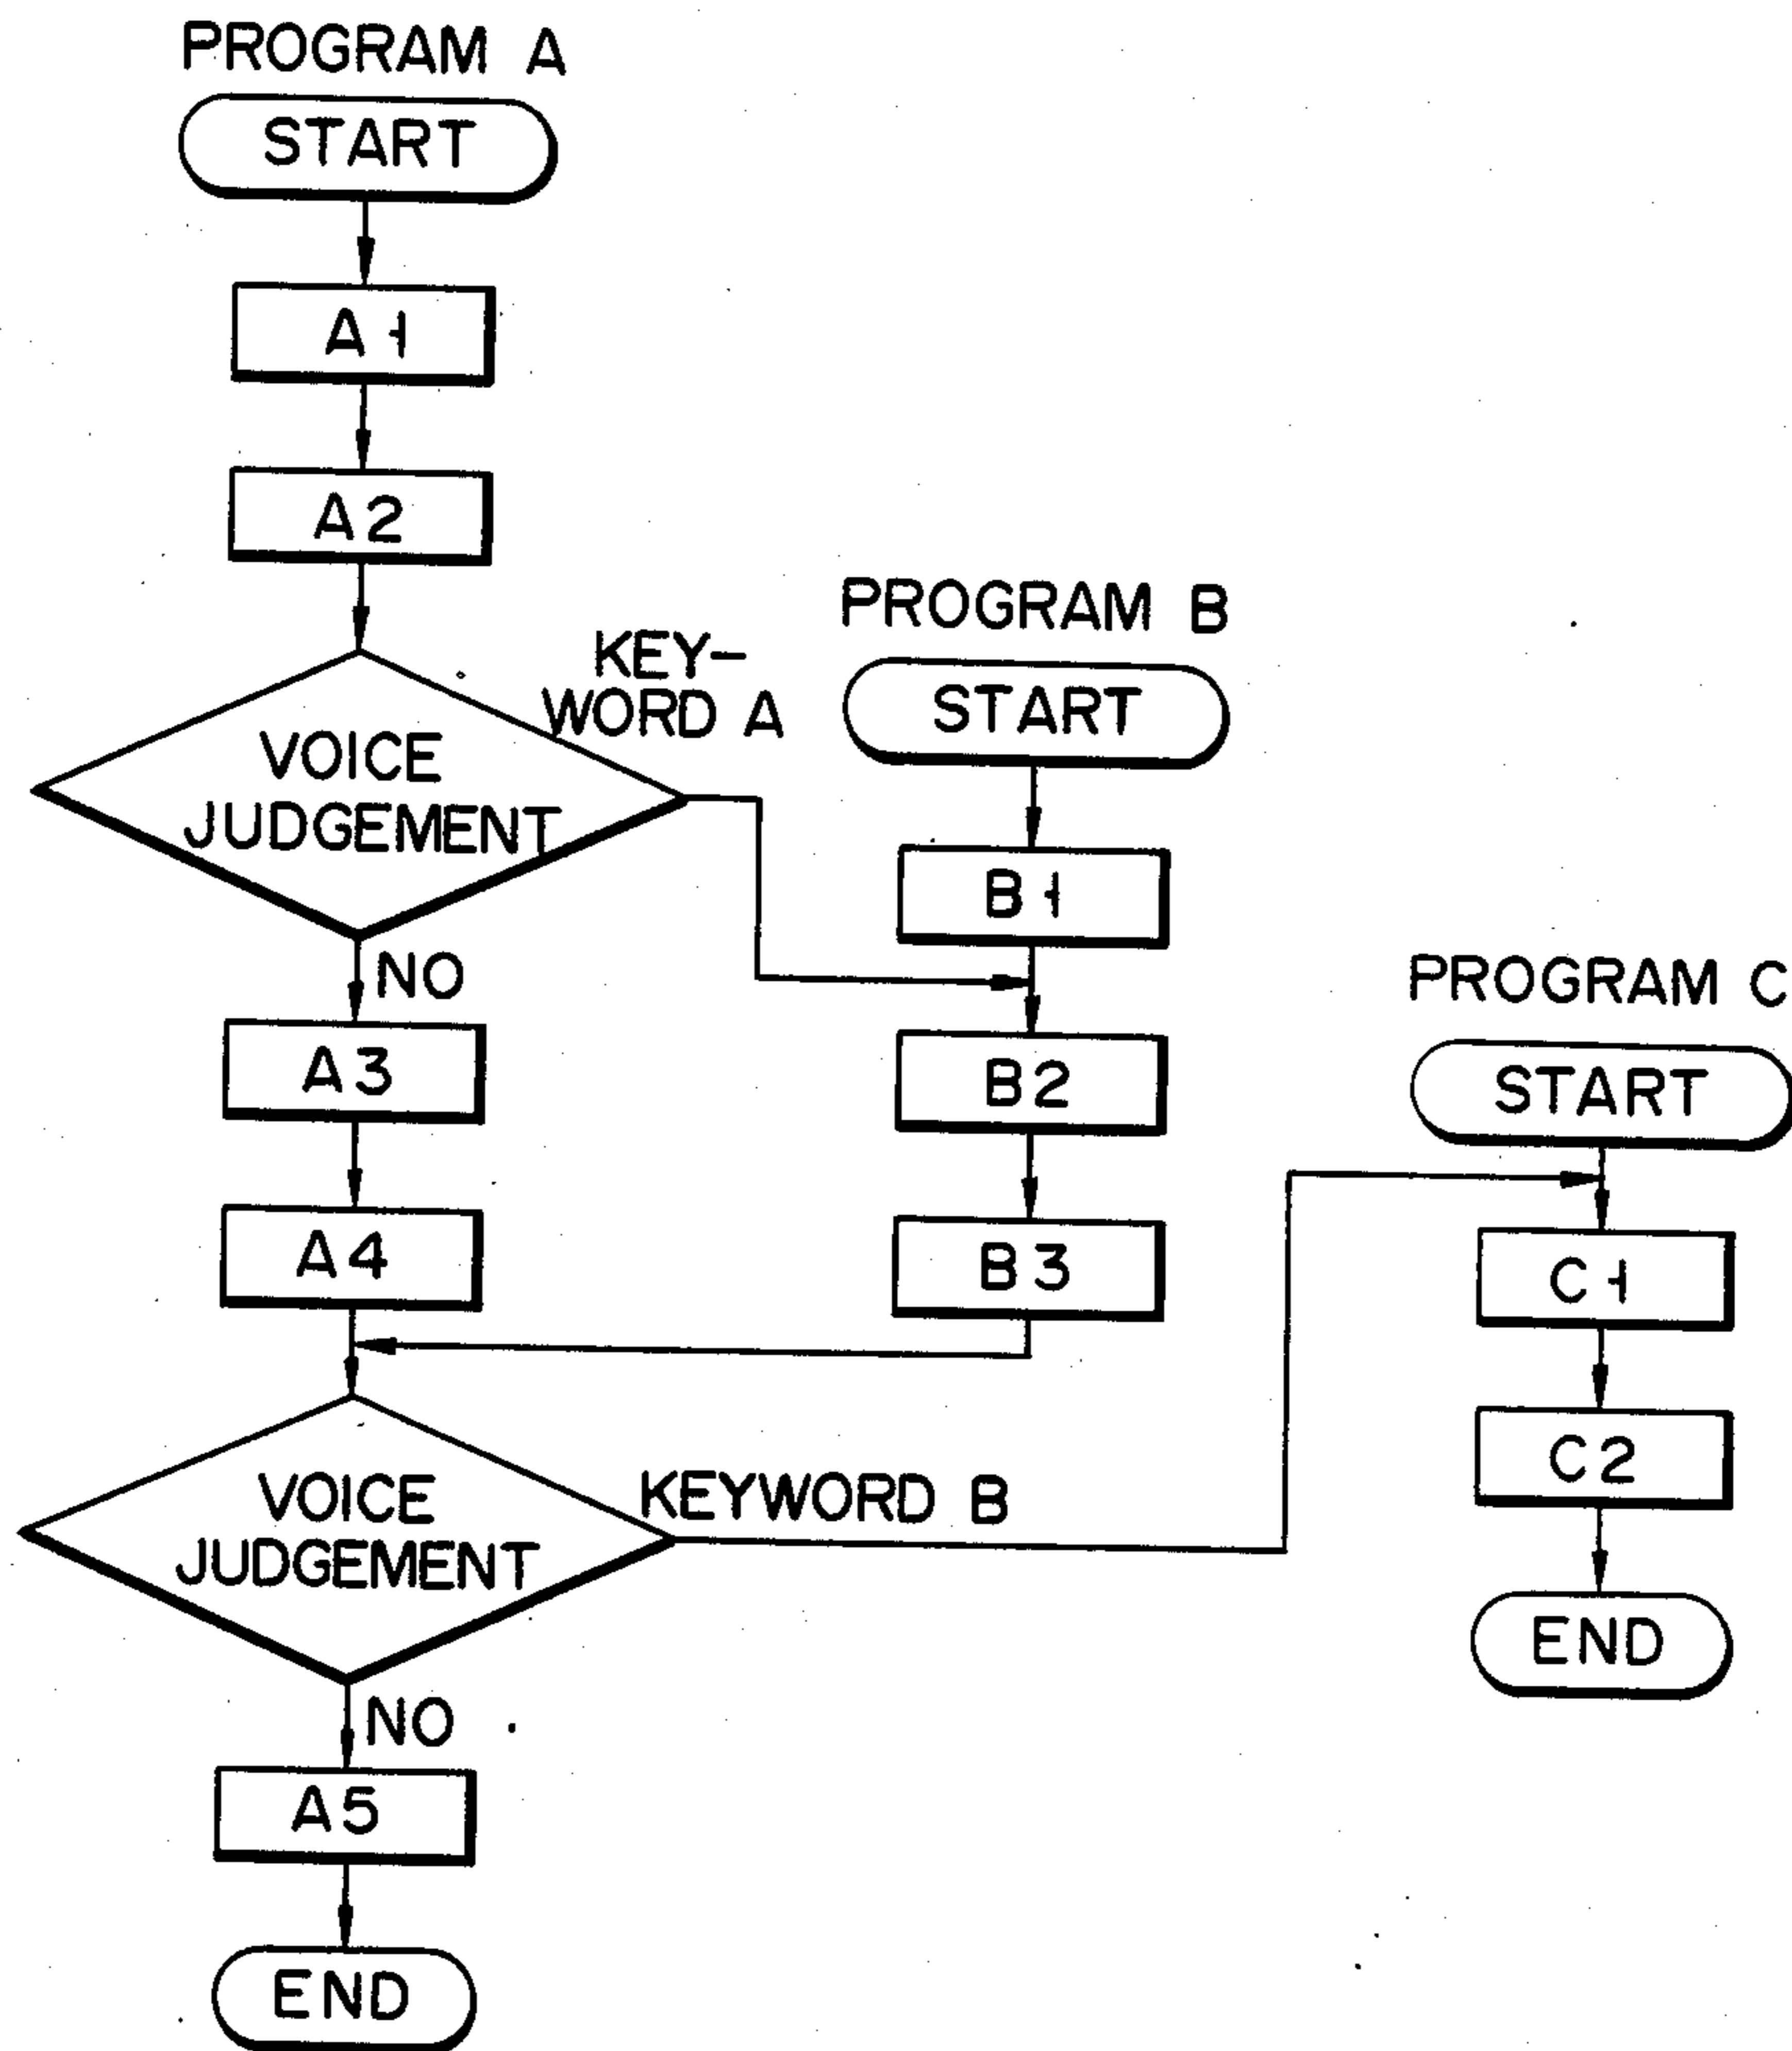 PROGRAM A
START
A1
A2
VOICE
JUDGEMENT
KEY-
WORD A
NO
A3
A4
VOICE
JUDGEMENT
KEYWORD B
NO
A5
END
PROGRAM B
START
B1
B2
B3
PROGRAM C
START
C1
C2
END